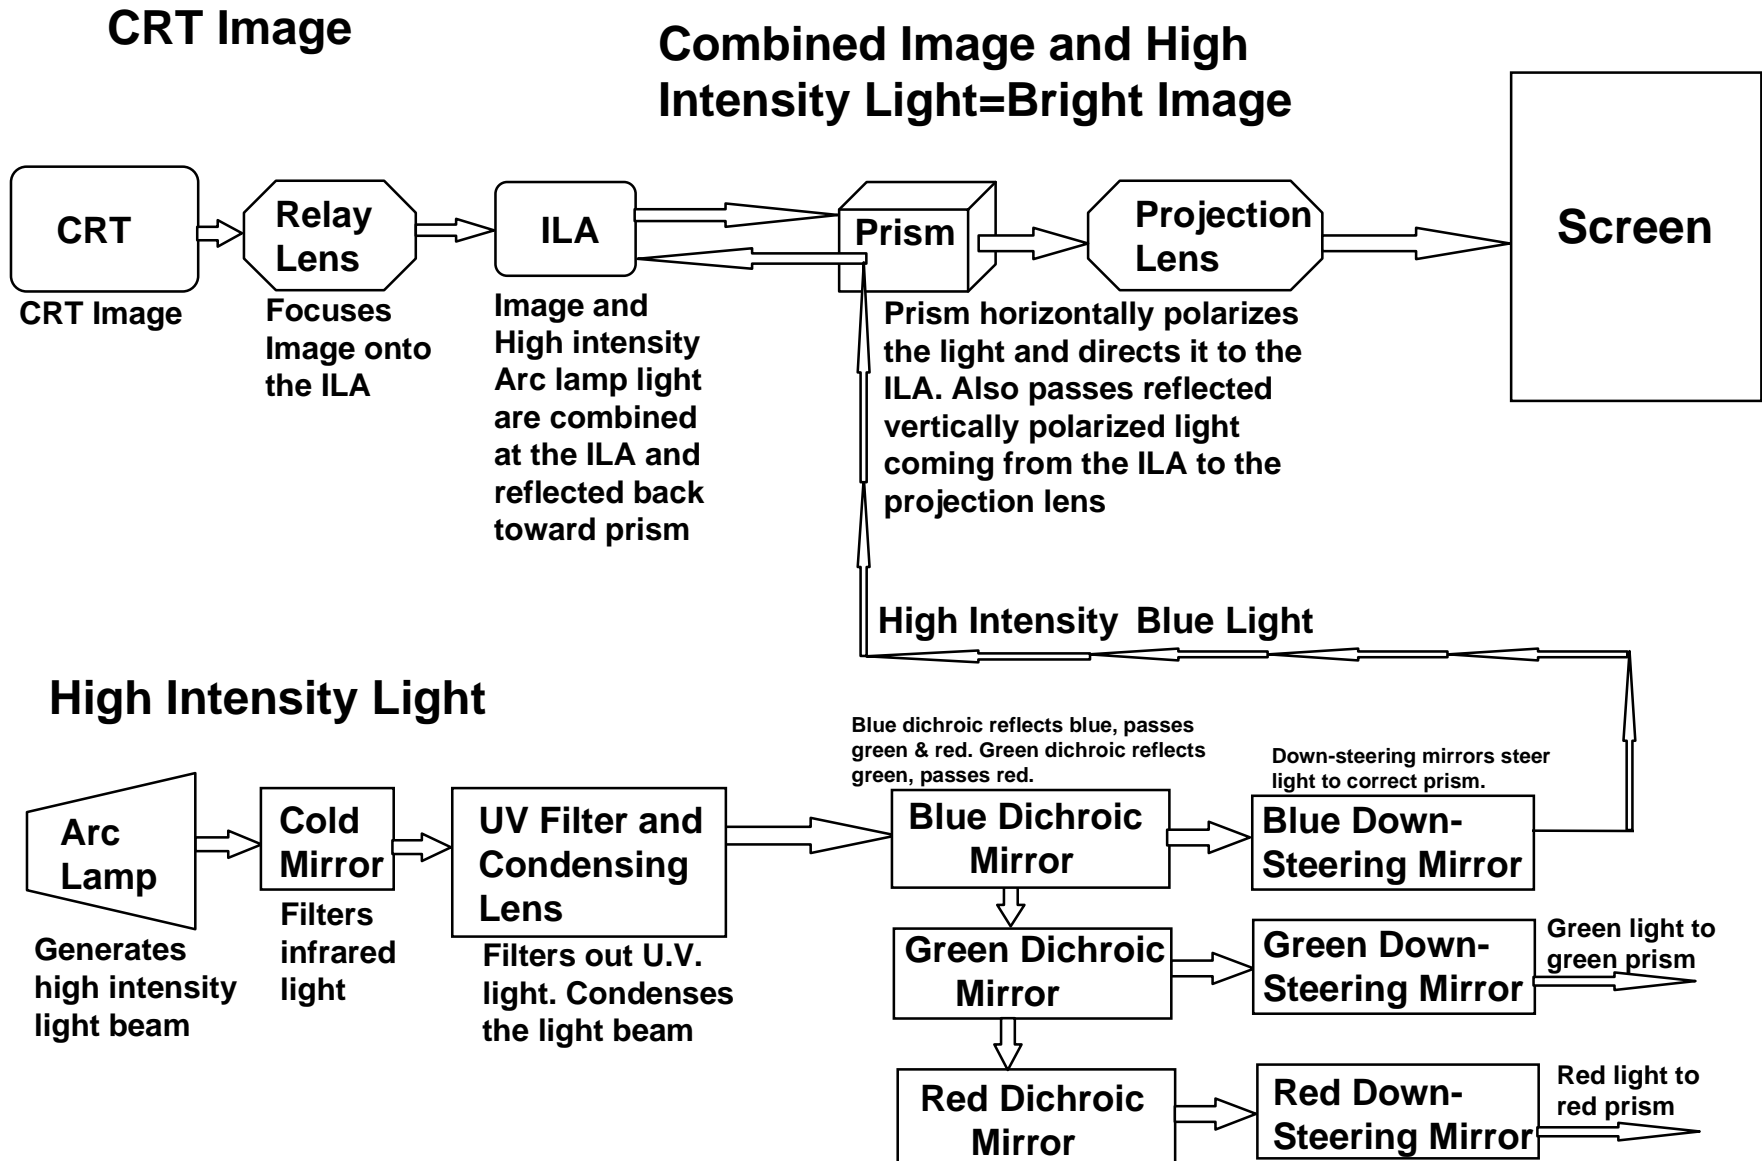 CRT Image
Combined Image and High
Intensity Light=Bright Image
CRT
Relay
Lens
ILA
Prism
Projection
Lens
Screen
CRT Image
Focuses
Image onto
the ILA
Image and
High intensity
Arc lamp light
are combined
at the ILA and
reflected back
toward prism
Prism horizontally polarizes
the light and directs it to the
ILA. Also passes reflected
vertically polarized light
coming from the ILA to the
projection lens
High Intensity Blue Light
High Intensity Light
Blue dichroic reflects blue, passes
green & red. Green dichroic reflects
green, passes red.
Down-steering mirrors steer
light to correct prism.
Arc
Lamp
Cold
Mirror
UV Filter and
Condensing
Lens
Blue Dichroic
Mirror
Blue Down-
Steering Mirror
Generates
high intensity
light beam
Filters
infrared
light
Filters out U.V.
light. Condenses
the light beam
Green Dichroic
Mirror
Green Down-
Steering Mirror
Green light to
green prism
Red Dichroic
Mirror
Red Down-
Steering Mirror
Red light to
red prism